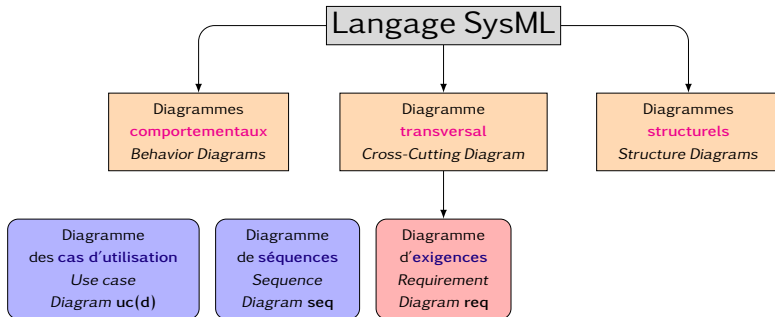 Langage SysML
Diagrammes
comportementaux
Behavior Diagrams
Diagramme
transversal
Cross-Cutting Diagram
Diagrammes
structurels
Structure Diagrams
Diagramme
des cas d'utilisation
Use case
Diagram uc(d)
Diagramme
de séquences
Sequence
Diagram seq
Diagramme
d'exigences
Requirement
Diagram req